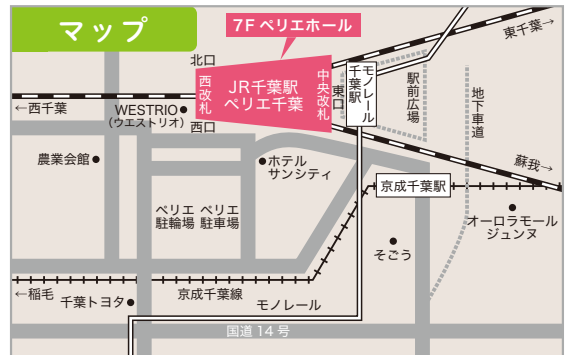 マップ
7Fペリエホール
東千葉→
北口
西改札
JR千葉駅
ペリエ千葉
中央改札
東口
モノレール
千葉駅
駅前広場
地下車道
←西千葉
WESTRIO
(ウエストリオ)
西口
農業会館
ホテル
サンシティ
蘇我→
京成千葉駅
ペリエ
駐輪場
ペリエ
駐車場
オーロラモール
ジュンヌ
そごう
←稲毛
千葉トヨタ
京成千葉線
モノレール
国道14号